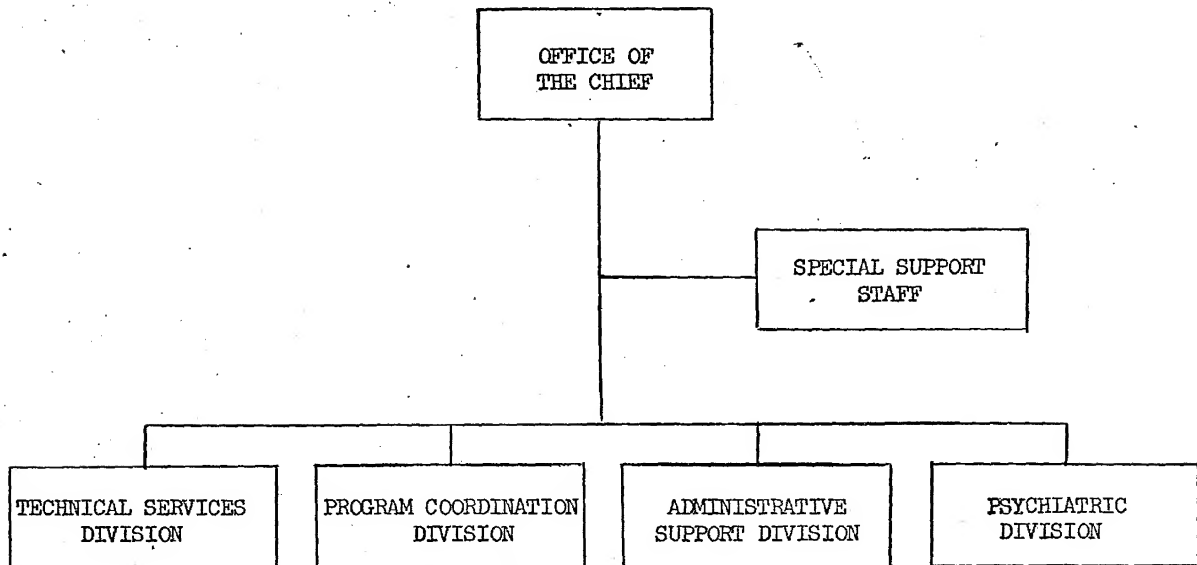 OFFICE OF
THE CHIEF
SPECIAL SUPPORT
STAFF
TECHNICAL SERVICES
DIVISION
PROGRAM COORDINATION
DIVISION
ADMINISTRATIVE
SUPPORT DIVISION
PSYCHIATRIC
DIVISION